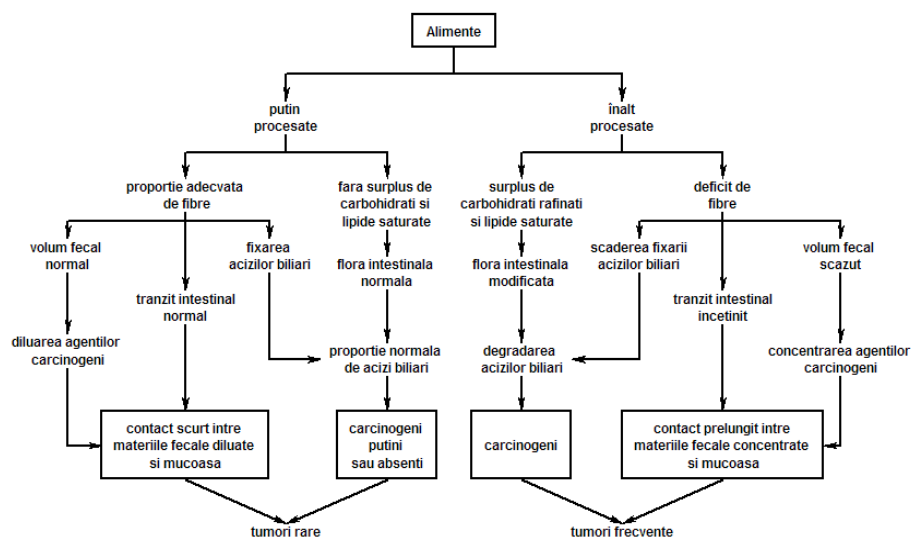 Alimente
putin
procesate
înalt
procesate
proportie adecvata
de fibre
fara surplus de
carbohidrati si
lipide saturate
surplus de
carbohidrati rafinati
si lipide saturate
deficit de
fibre
volum fecal
normal
fixarea
acizilor biliari
flora intestinala
normala
flora intestinala
modificata
scaderea fixarii
acizilor biliari
volum fecal
scazut
tranzit intestinal
normal
tranzit intestinal
incetinit
diluarea agentilor
carcinogeni
proportie normala
de acizi biliari
degradarea
acizilor biliari
concentrarea agentilor
carcinogeni
contact scurt intre
materiile fecale diluate
si mucoasa
carcinogeni
putini
sau absenti
carcinogeni
contact prelungit intre
materiile fecale concentrate
si mucoasa
tumori rare
tumori frecvente